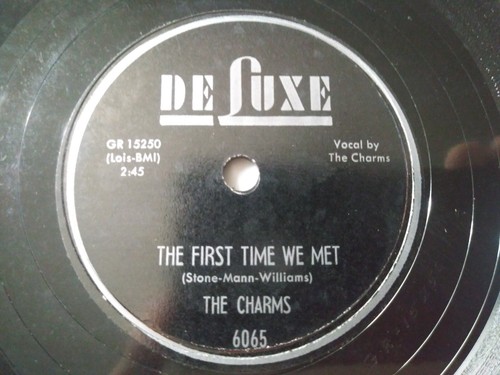 DE LUXE
GR 15250
(Lois-BMI)
2:45
Vocal by
The Charms
THE FIRST TIME WE MET
(Stone-Mann-Williams)
THE CHARMS
6065